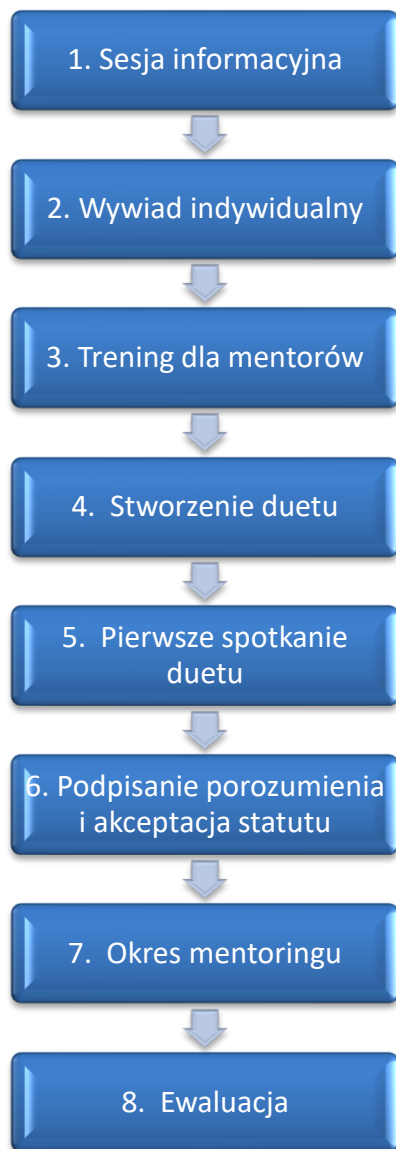 1. Sesja informacyjna
2. Wywiad indywidualny
3. Trening dla mentorów
4. Stworzenie duetu
5. Pierwsze spotkanie
duetu
6. Podpisanie porozumienia
i akceptacja statutu
7. Okres mentoringu
8. Ewaluacja